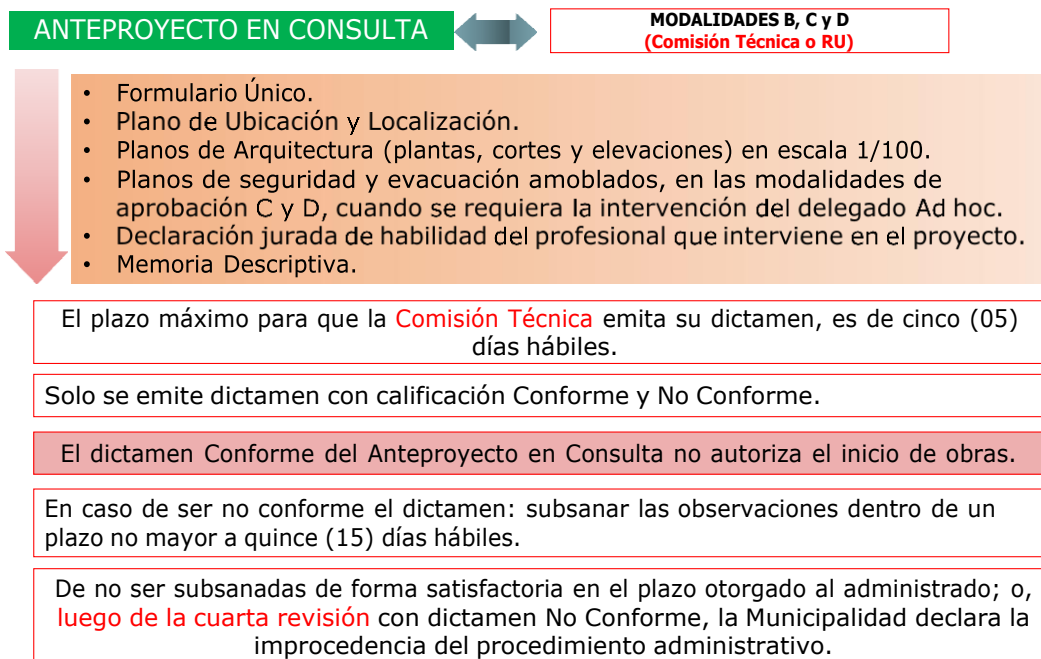 ANTEPROYECTO EN CONSULTA
MODALIDADES B, C y D
(Comisión Técnica o RU)
• Formulario Único.
• Plano de Ubicación y Localización.
• Planos de Arquitectura (plantas, cortes y elevaciones) en escala 1/100.
• Planos de seguridad y evacuación amoblados, en las modalidades de
aprobación C y D, cuando se requiera la intervención del delegado Ad hoc.
• Declaración jurada de habilidad del profesional que interviene en el proyecto.
• Memoria Descriptiva.
El plazo máximo para que la Comisión Técnica emita su dictamen, es de cinco (05)
días hábiles.
Solo se emite dictamen con calificación Conforme y No Conforme.
El dictamen Conforme del Anteproyecto en Consulta no autoriza el inicio de obras.
En caso de ser no conforme el dictamen: subsanar las observaciones dentro de un
plazo no mayor a quince (15) días hábiles.
De no ser subsanadas de forma satisfactoria en el plazo otorgado al administrado; o,
luego de la cuarta revisión con dictamen No Conforme, la Municipalidad declara la
improcedencia del procedimiento administrativo.